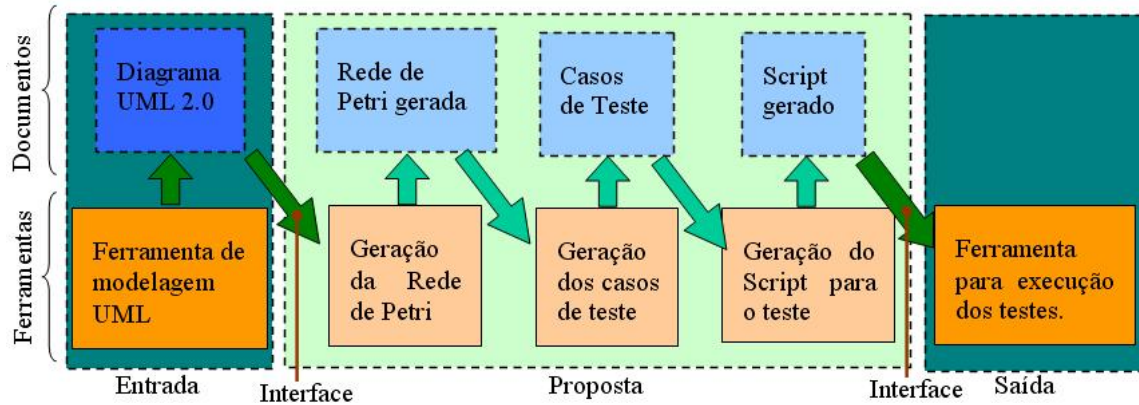 Documentos
Diagrama
UML 2.0
Rede de
Petri gerada
Casos
de Teste
Script
gerado
Ferramentas
Ferramenta de
modelagem
UML
Geração
da Rede
de Petri
Geração
dos casos
de teste
Geração do
Script para
o teste
Ferramenta
para execução
dos testes.
Entrada
Interface
Proposta
Interface
Saída